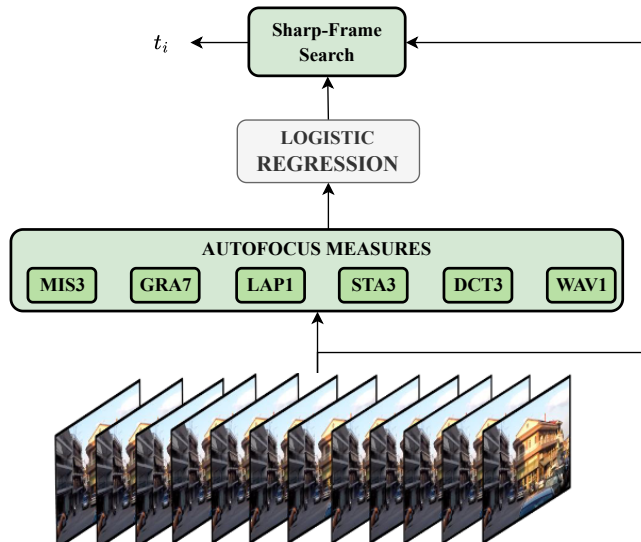 Sharp-Frame
Search
t_i
LOGISTIC
REGRESSION
AUTOFOCUS MEASURES
MIS3 GRA7 LAP1 STA3 DCT3 WAV1